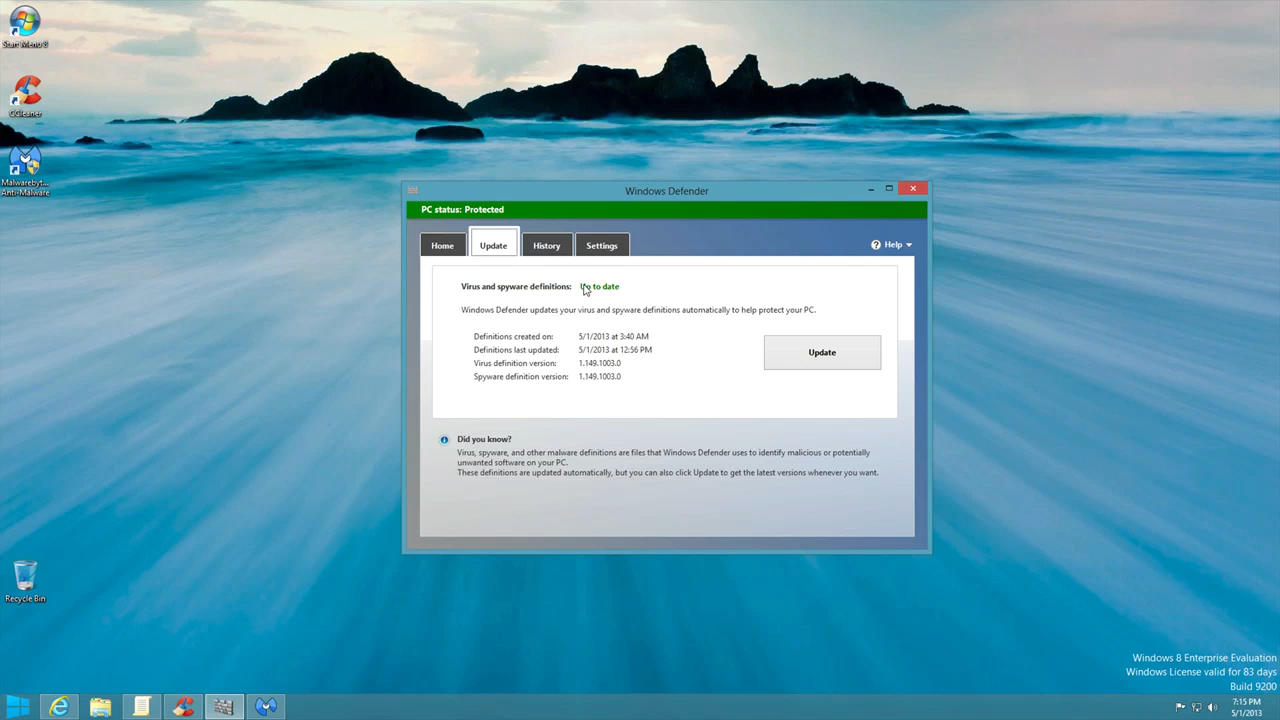 Start Menu 8
CCleaner
Malwarebyt...
Anti-Malware
Recycle Bin
Windows Defender
PC status: Protected
Home
Update
History
Settings
Help
Virus and spyware definitions: Up to date
Windows Defender updates your virus and spyware definitions automatically to help protect your PC.
Definitions created on: 5/1/2013 at 3:40 AM
Definitions last updated: 5/1/2013 at 12:56 PM
Virus definition version: 1.149.1003.0
Spyware definition version: 1.149.1003.0
Update
Did you know?
Virus, spyware, and other malware definitions are files that Windows Defender uses to identify malicious or potentially
unwanted software on your PC.
These definitions are updated automatically, but you can also click Update to get the latest versions whenever you want.
Windows 8 Enterprise Evaluation
Windows License valid for 83 days
Build 9200
7:15 PM
5/1/2013